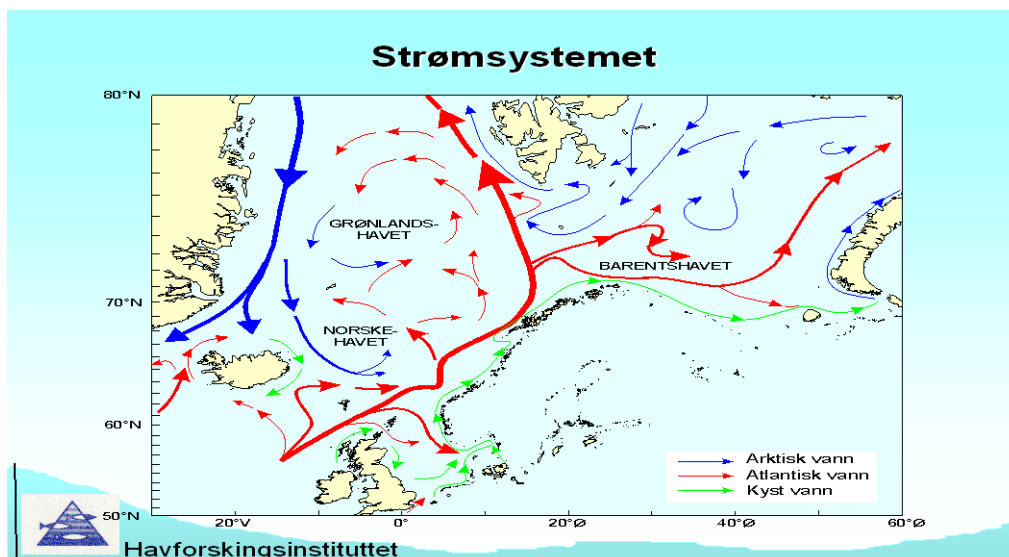 Strømsystemet
80°N
GRØNLANDS-
HAVET
BARENTSHAVET
70°N
NORSKE-
HAVET
60°N
Arktisk vann
Atlantisk vann
Kyst vann
50°N
20°V
0°
20°Ø
40°Ø
60°Ø
Havforskingsinstituttet